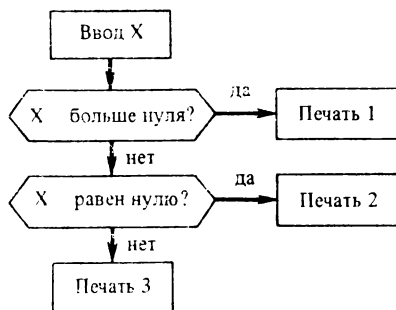 Ввод X
X больше нуля?
да
Печать 1
нет
X равен нулю?
да
Печать 2
нет
Печать 3